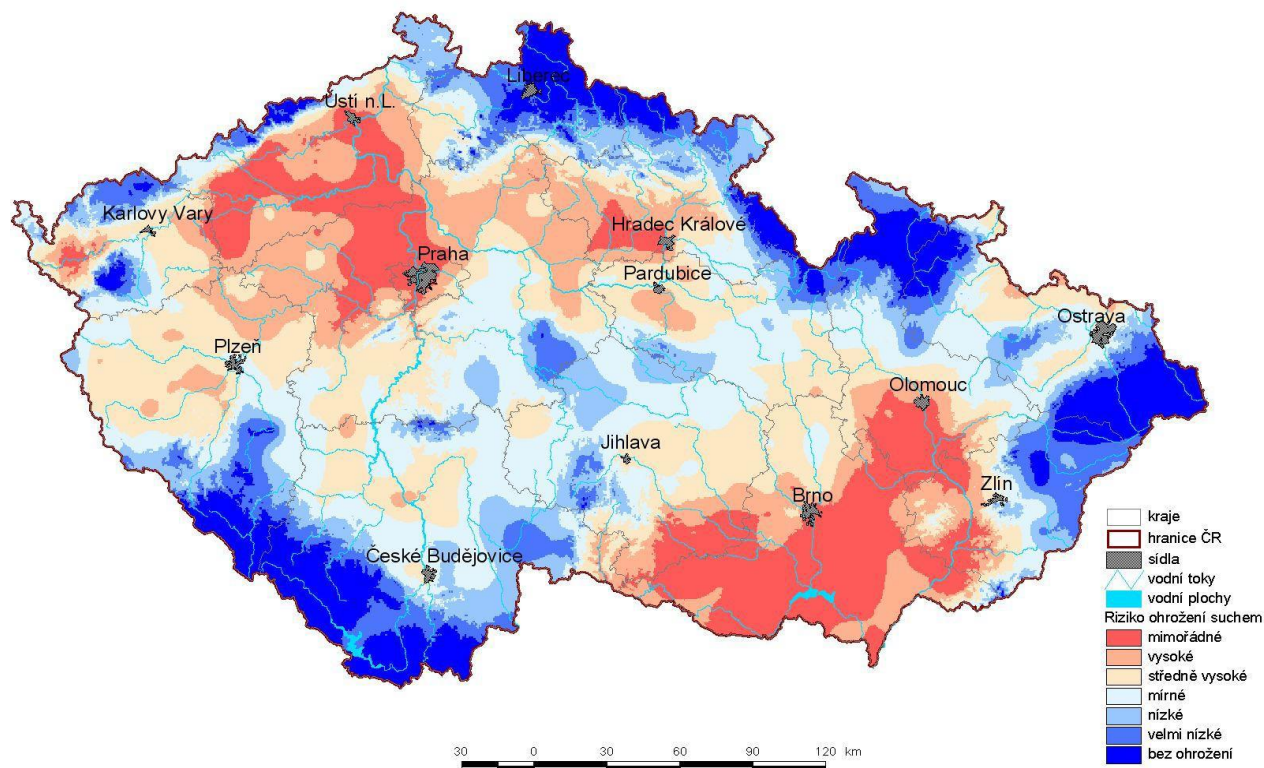 Liberec
Ústí n.L.
Karlovy Vary
Hradec Králové
Praha
Pardubice
Ostrava
Plzeň
Olomouc
Jihlava
Zlín
Brno
České Budějovice
kraje
hranice ČR
sídla
vodní toky
vodní plochy
Riziko ohrožení suchem
mimořádné
vysoké
středně vysoké
mírné
nízké
velmi nízké
bez ohrožení
30 0 30 60 90 120 km